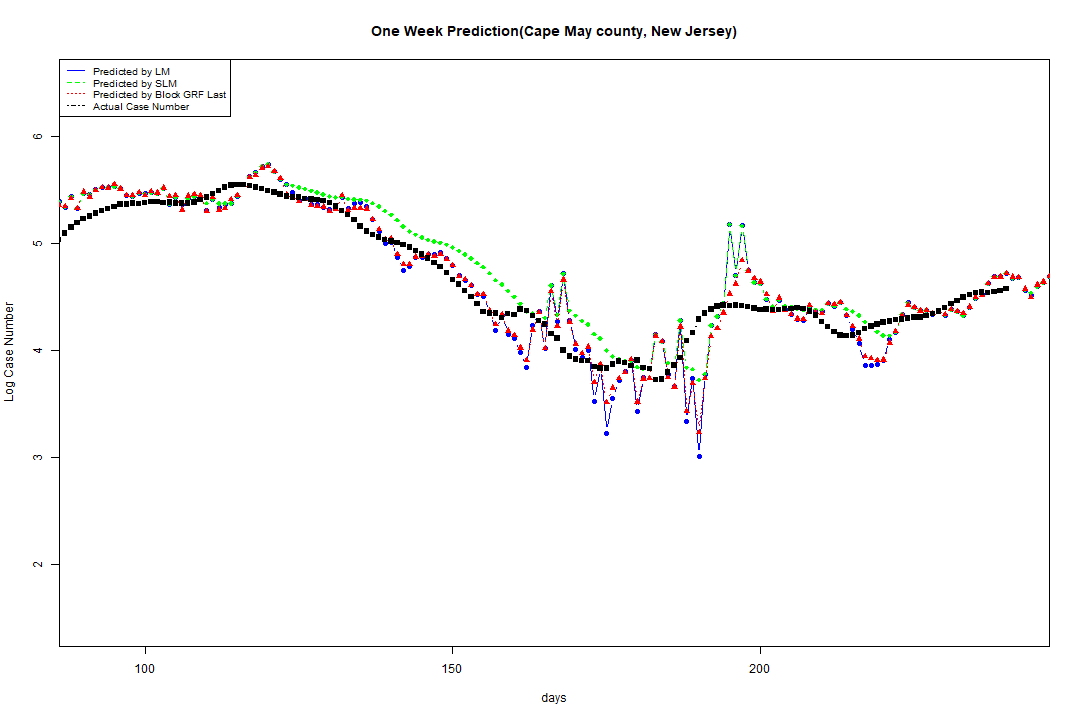 One Week Prediction(Cape May county, New Jersey)
Predicted by LM
Predicted by SLM
Predicted by Block GRF Last
Actual Case Number
6
5
4
3
2
Log Case Number
100 150 200
days